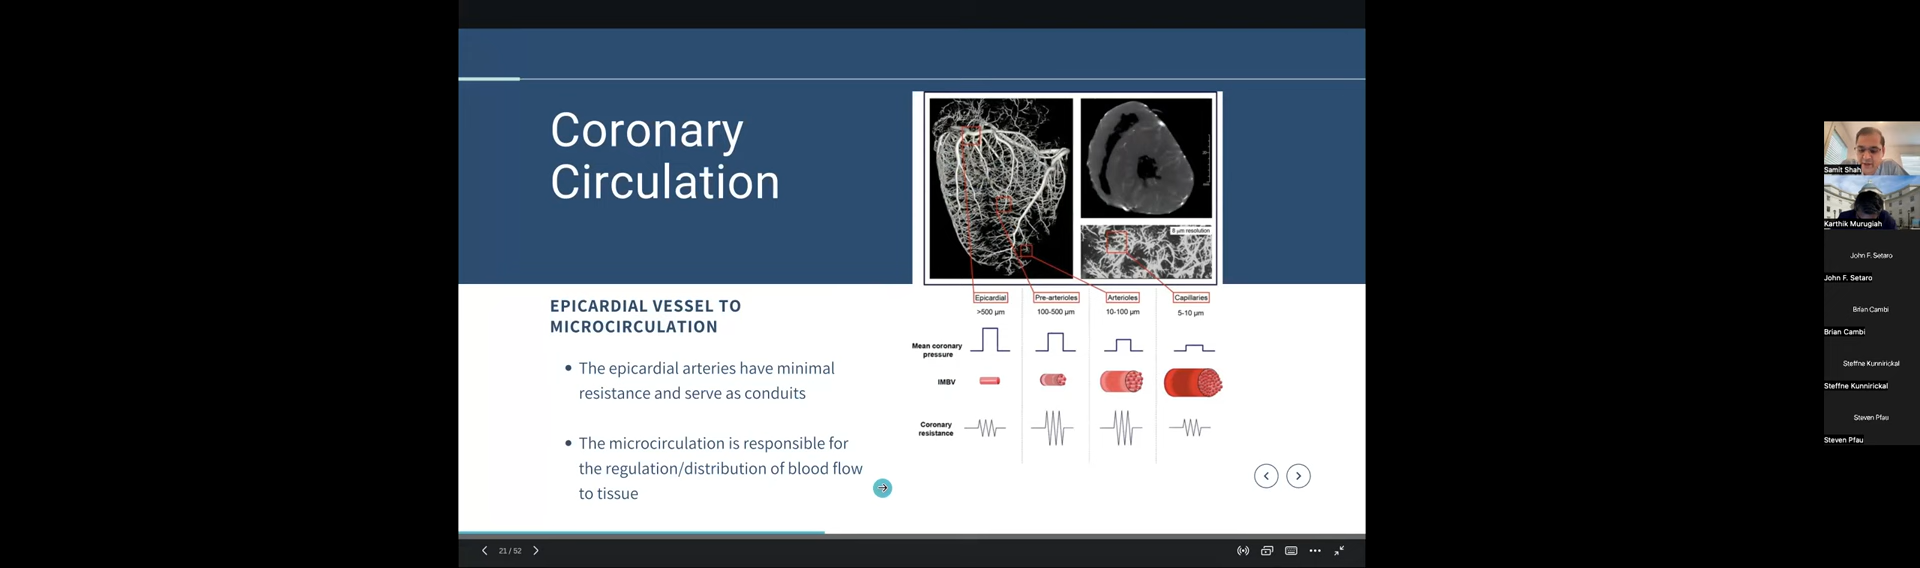 Coronary
Circulation
8 μm resolution
EPICARDIAL VESSEL TO
MICROCIRCULATION
• The epicardial arteries have minimal
resistance and serve as conduits
• The microcirculation is responsible for
the regulation/distribution of blood flow
to tissue
Epicardial Pre-arterioles Arterioles Capillaries
>500 μm 100-500 μm 10-100 μm 5-10 μm
Mean coronary
pressure
IMBV
Coronary
resistance
21 / 52
Samit Shah
Karthik Murugiah
John F. Setaro
John F. Setaro
Brian Cambi
Brian Cambi
Steffne Kunnirickal
Steffne Kunnirickal
Steven Pfau
Steven Pfau